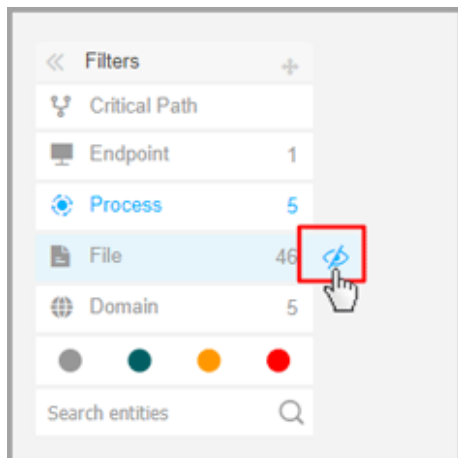 Filters
Critical Path
Endpoint 1
Process 5
File 46
Domain 5
Search entities